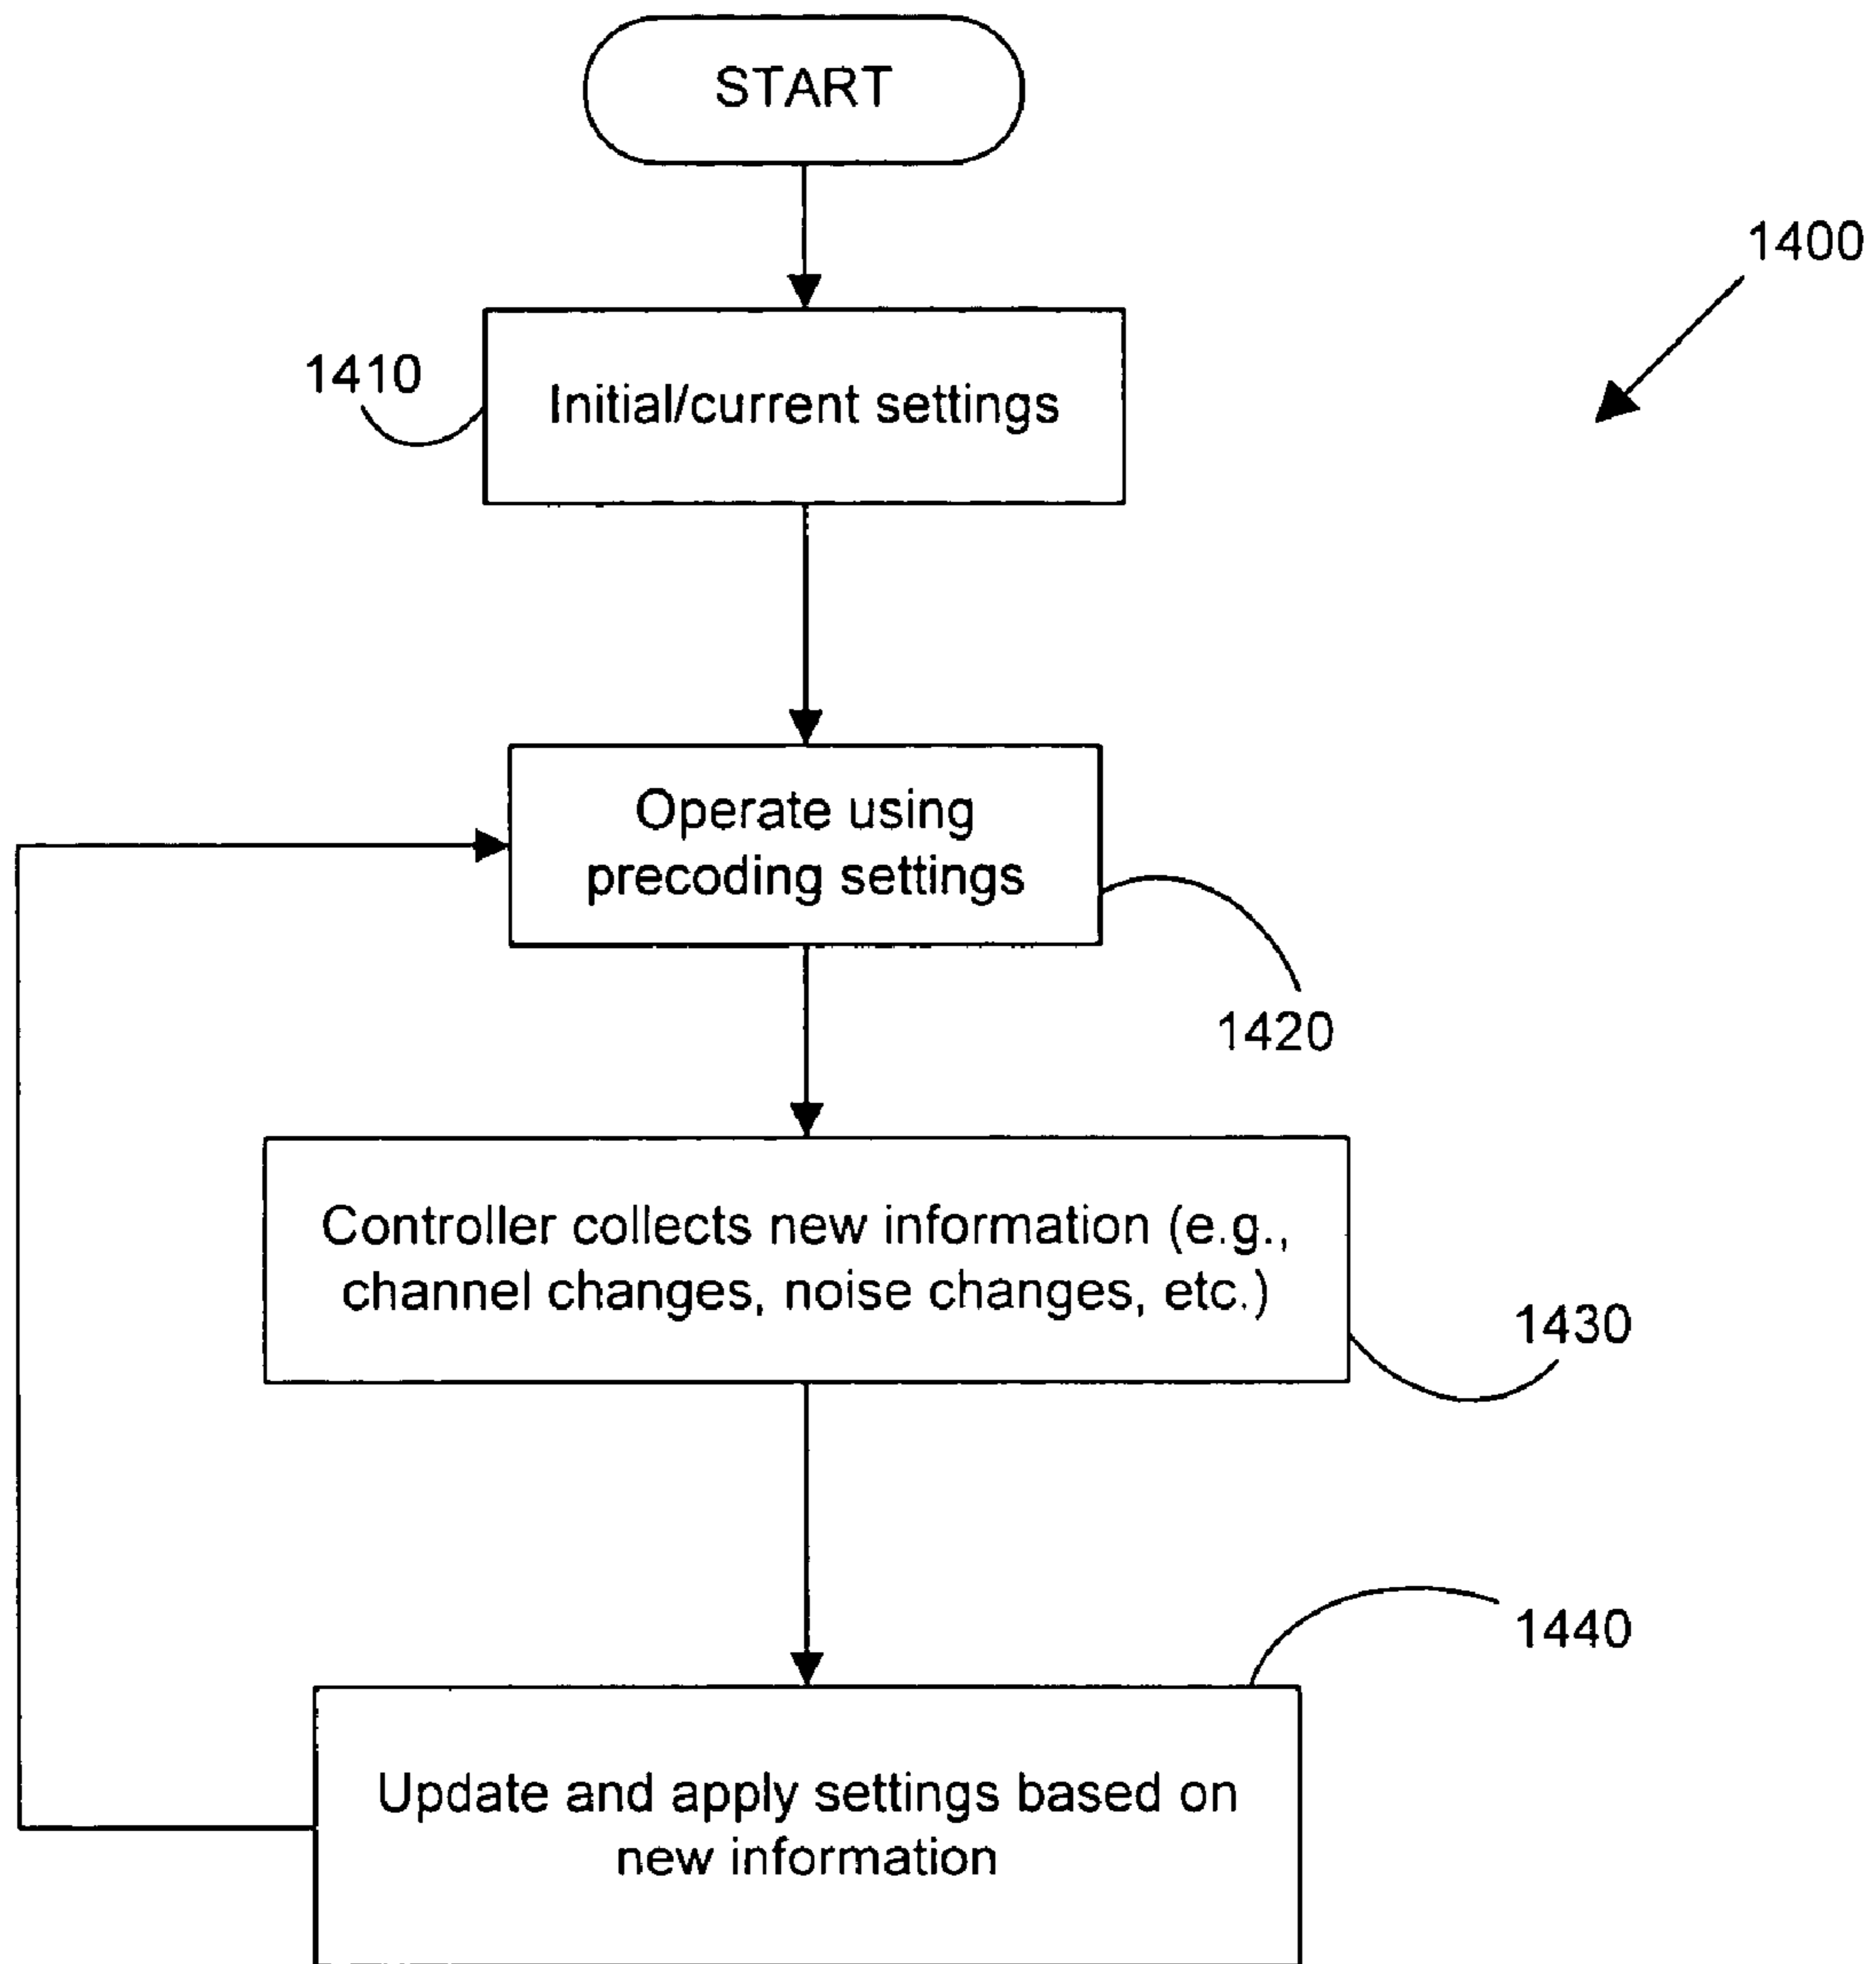 START
1400
1410
Initial/current settings
Operate using
precoding settings
1420
Controller collects new information (e.g.,
channel changes, noise changes, etc.)
1430
1440
Update and apply settings based on
new information